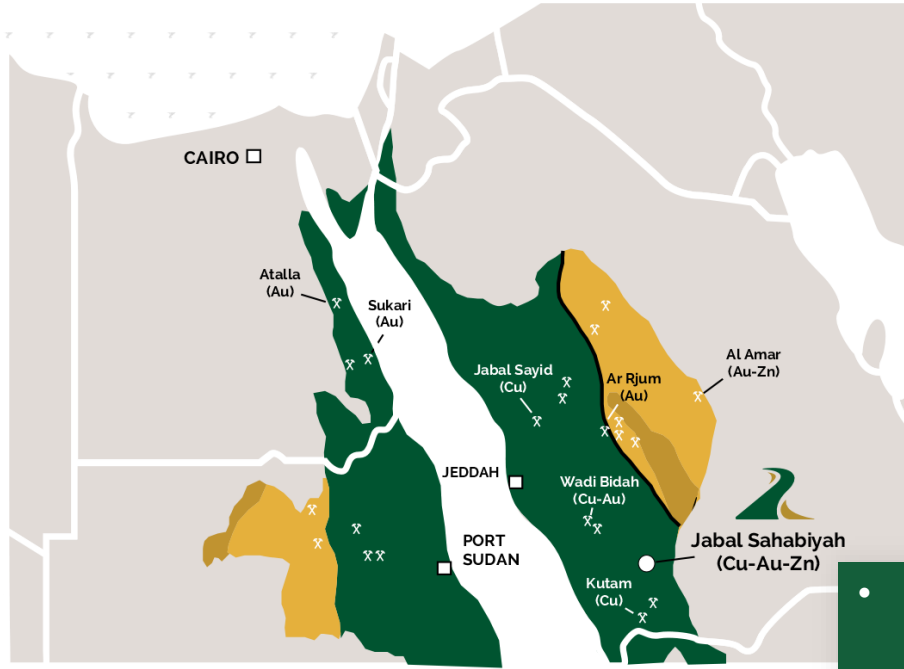 CAIRO
Atalla
(Au)
Sukari
(Au)
Jabal Sayid
(Cu)
Ar Rjum
(Au)
Al Amar
(Au-Zn)
JEDDAH
Wadi Bidah
(Cu-Au)
PORT
SUDAN
Jabal Sahabiyah
(Cu-Au-Zn)
Kutam
(Cu)